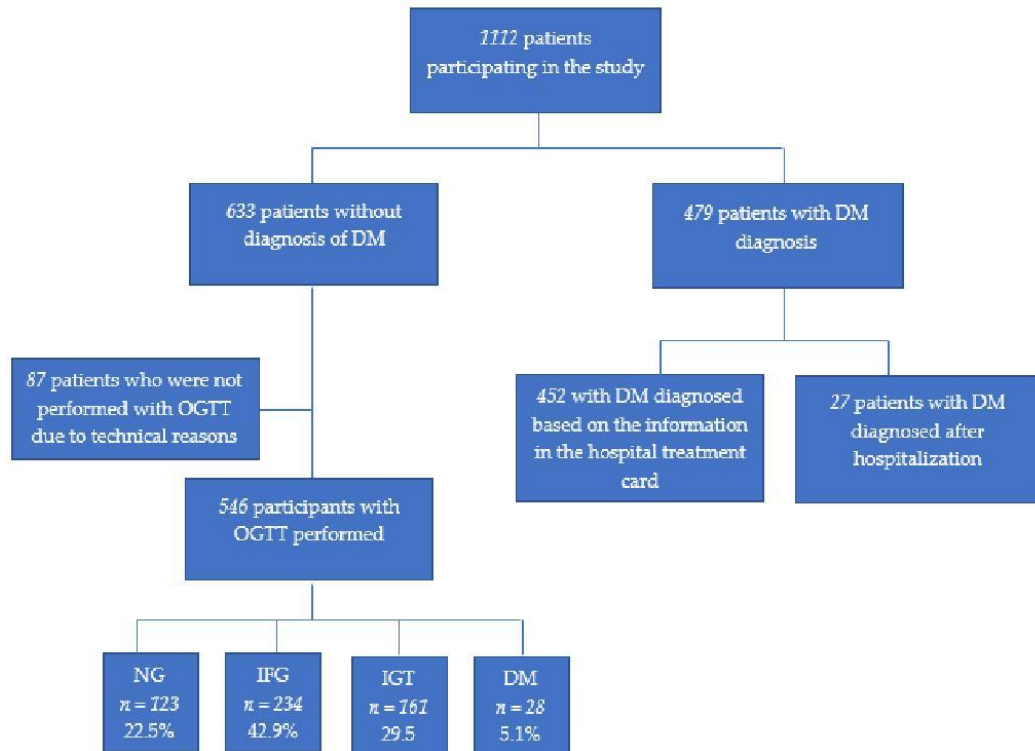 1112 patients
participating in the study
633 patients without
diagnosis of DM
479 patients with DM
diagnosis
87 patients who were not
performed with OGTT
due to technical reasons
452 with DM diagnosed
based on the information
in the hospital treatment
card
27 patients with DM
diagnosed after
hospitalization
546 participants with
OGTT performed
NG
n = 123
22.5%
IFG
n = 234
42.9%
IGT
n = 161
29.5
DM
n = 28
5.1%